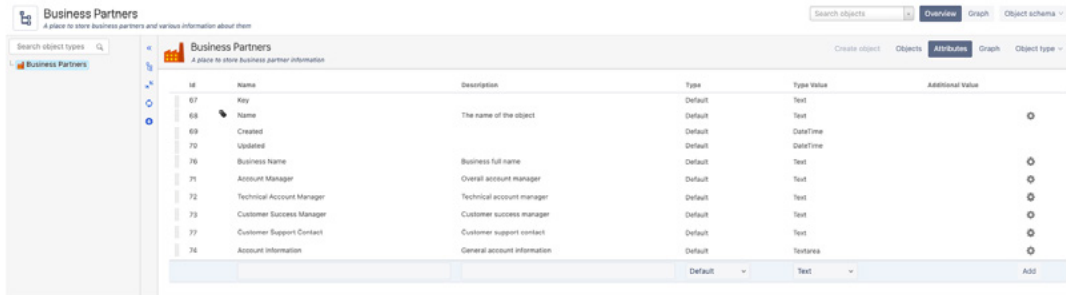 Business Partners
A place to store business partners and various information about them
Search objects Overview Graph Object schema
Search object types
Business Partners
Business Partners
A place to store business partner information
Create object Objects Attributes Graph Object type
Id Name Description Type Type Value Additional Value
67 Key Default Text
68 Name The name of the object Default Text
69 Created Default DateTime
70 Updated Default DateTime
76 Business Name Business full name Default Text
71 Account Manager Overall account manager Default Text
72 Technical Account Manager Technical account manager Default Text
73 Customer Success Manager Customer success manager Default Text
77 Customer Support Contact Customer support contact Default Text
74 Account Information General account information Default Textarea
Default Text Add